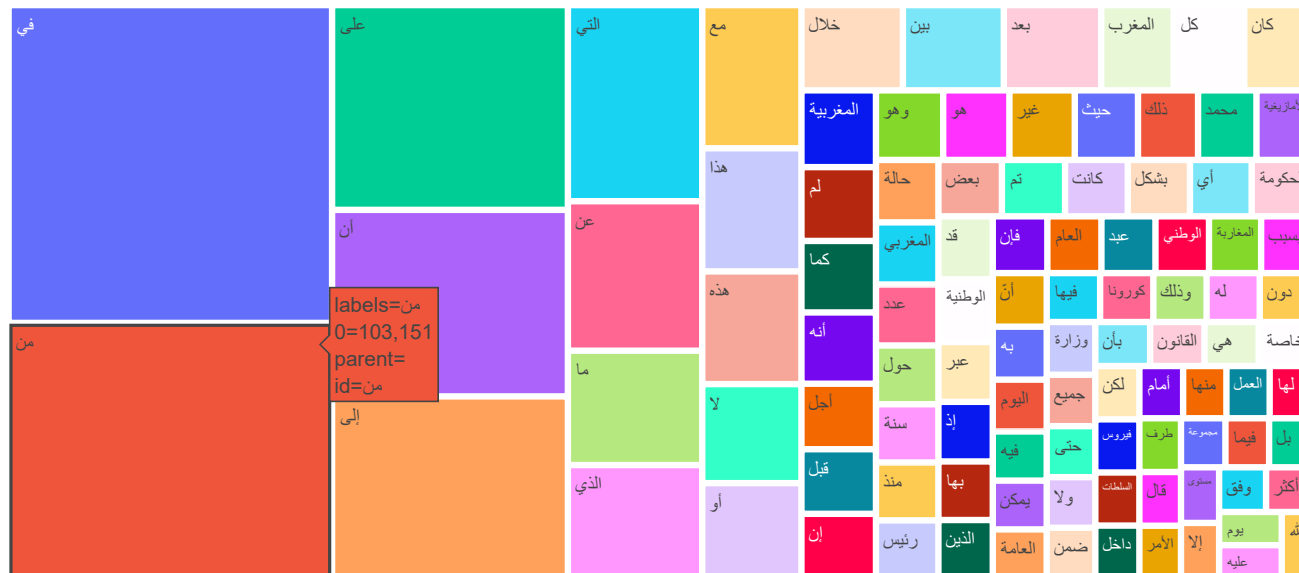 في
على
التي
مع
خلال
بين
بعد
المغرب
كل
كان
المغربية
وهو
هو
غير
حيث
ذلك
محمد
هذا
لم
حالة
بعض
تم
كانت
بشكل
أي
حكومة
عن
أن
كما
المغربي
قد
فإن
العام
عبد
الوطني
المغاربة
هذه
عدد
الوطنية
أنّ
فيها
كورونا
وذلك
له
دون
labels=من
0=103,151
parent=
id=من
من
أنه
حول
عبر
به
وزارة
بأن
القانون
هي
خاصة
ما
لا
أجل
سنة
إذ
اليوم
جميع
لكن
أمام
منها
العمل
لها
إلى
قبل
منذ
بها
فيه
حتى
فيروس
طرف
مجموعة
فيما
بل
الذي
أو
إن
رئيس
الذين
يمكن
ولا
السلطات
قال
مستوى
وفق
أكثر
العامة
ضمن
داخل
الأمر
إلا
يوم
عليه